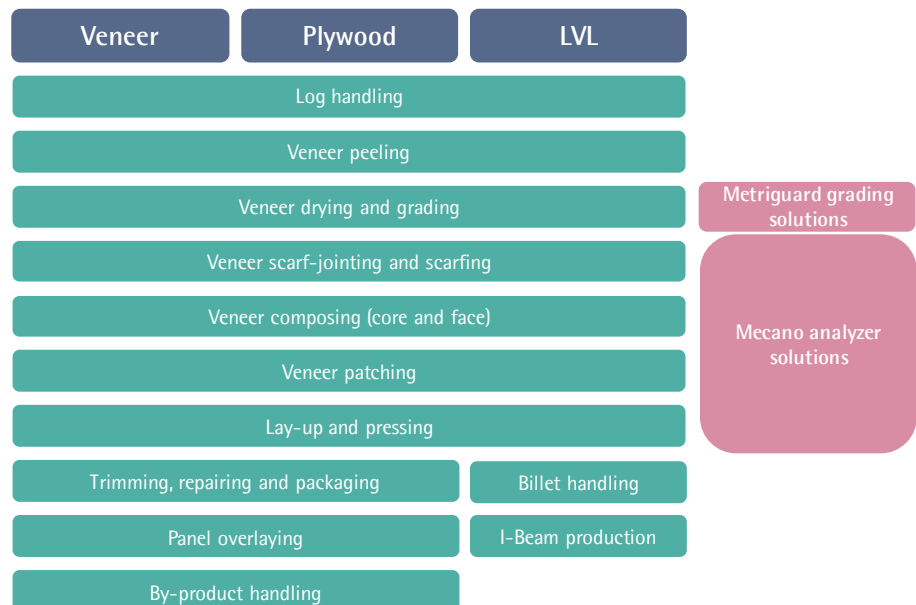 Veneer
Plywood
LVL
Log handling
Veneer peeling
Veneer drying and grading
Metriguard grading
solutions
Veneer scarf-jointing and scarfing
Veneer composing (core and face)
Mecano analyzer
solutions
Veneer patching
Lay-up and pressing
Trimming, repairing and packaging
Billet handling
Panel overlaying
I-Beam production
By-product handling